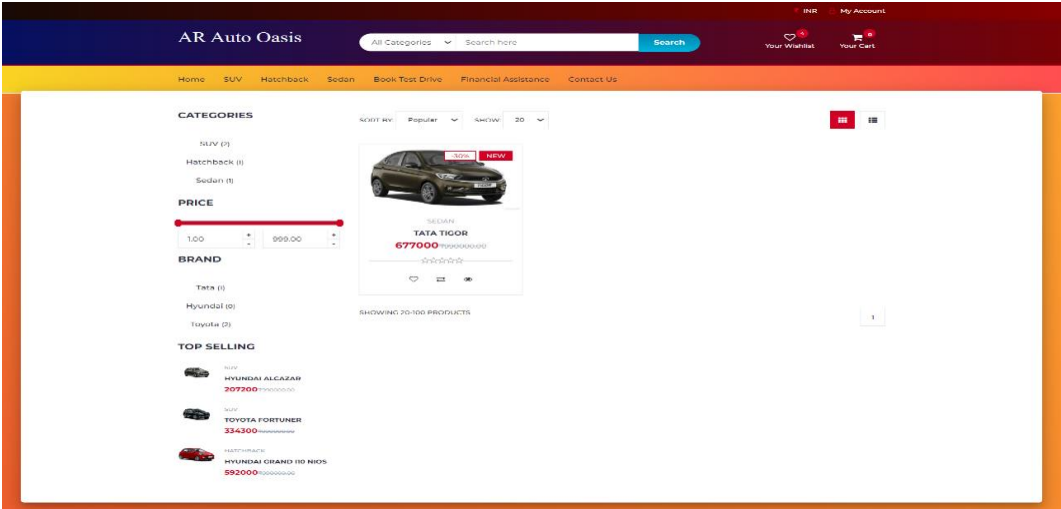 INR My Account
AR Auto Oasis
All Categories Search here Search
Your Wishlist
0
Your Cart
Home SUV Hatchback Sedan Book Test Drive Financial Assistance Contact Us
CATEGORIES
SUV (2)
Hatchback (1)
Sedan (1)
PRICE
1.00 + - 999.00 + -
BRAND
Tata (1)
Hyundai (0)
Toyota (2)
TOP SELLING
SUV
HYUNDAI ALCAZAR
207200
SUV
TOYOTA FORTUNER
334300
HATCHBACK
HYUNDAI GRAND I10 NIOS
592000
SORT BY: Popular SHOW: 20
-30% NEW
SEDAN
TATA TIGOR
677000
SHOWING 20-100 PRODUCTS
1